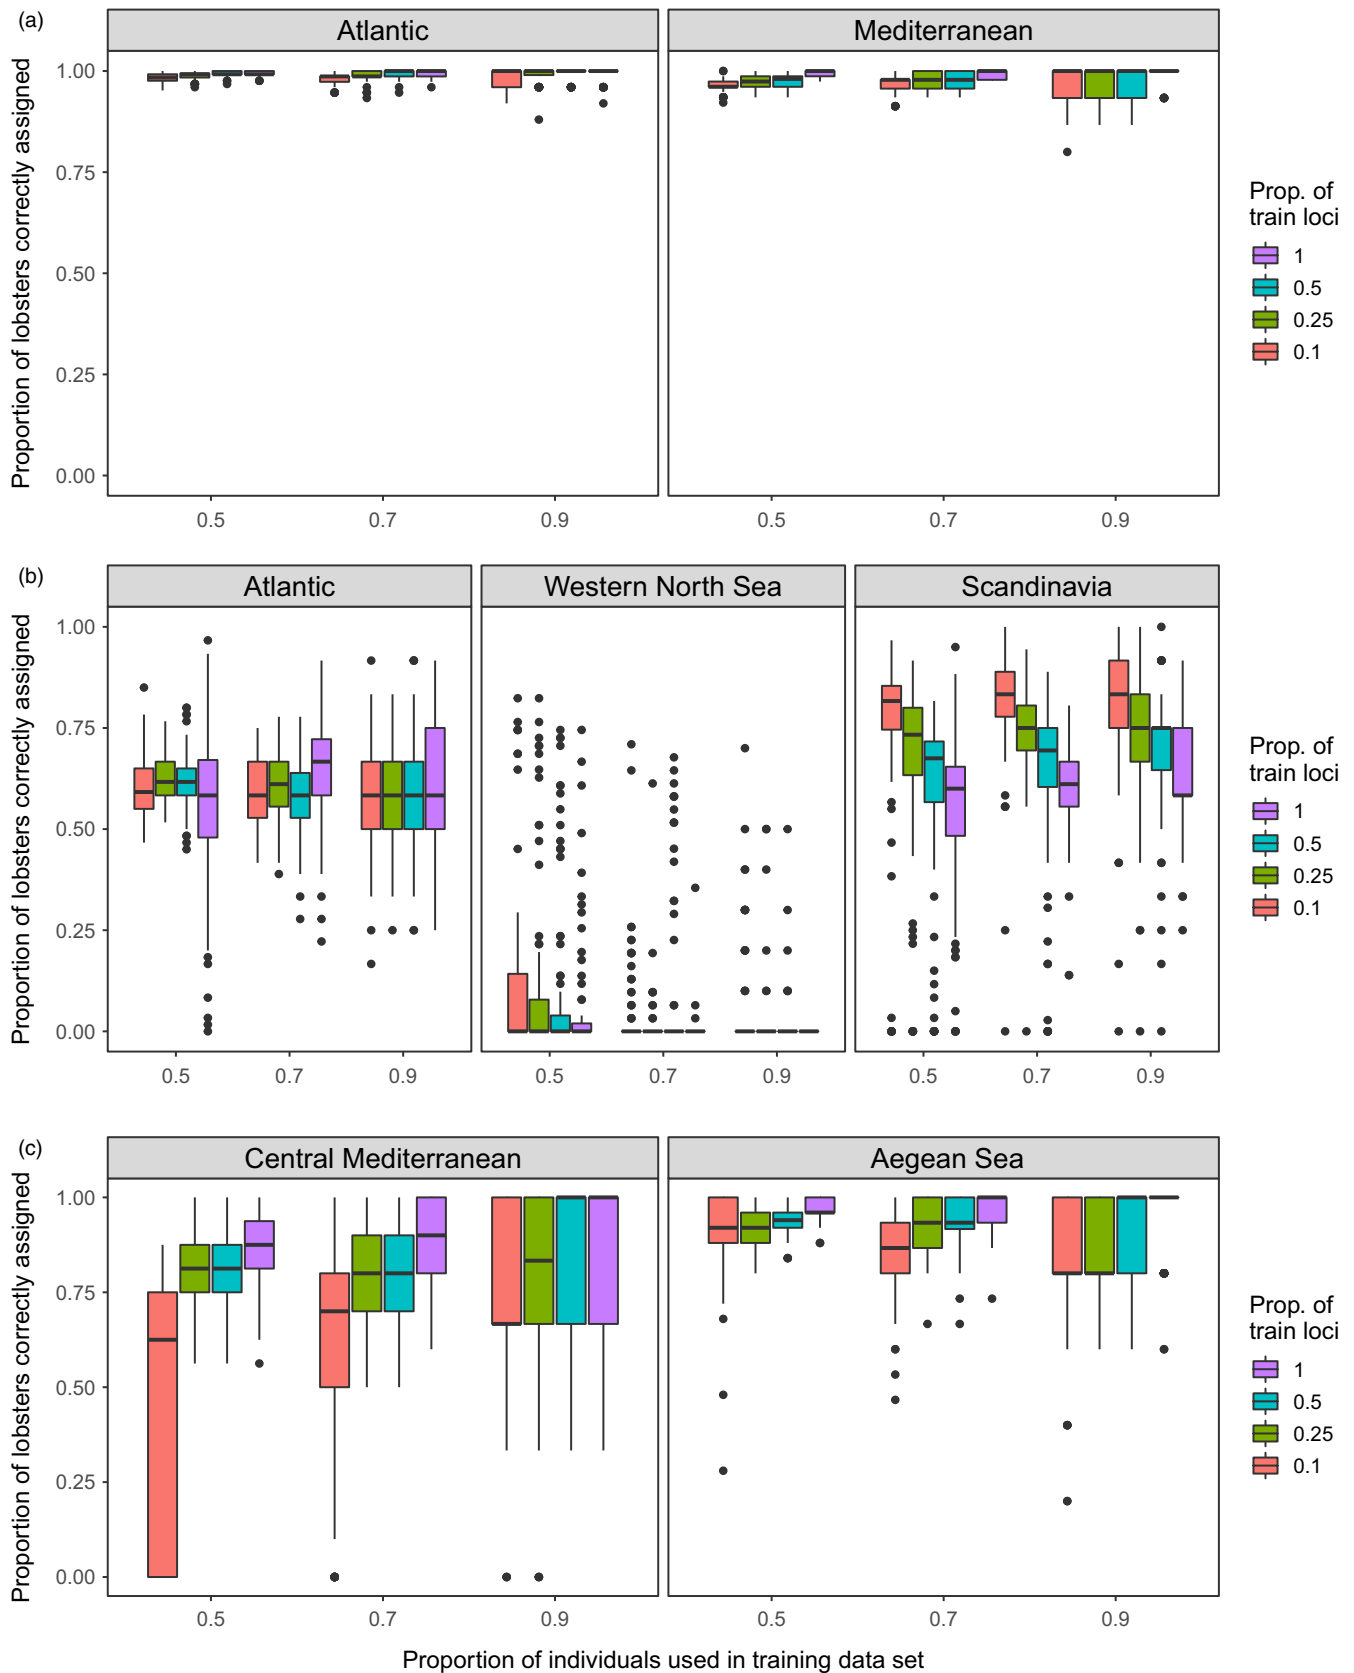 (a)
Atlantic
Mediterranean
Proportion of lobsters correctly assigned
1.00
0.75
0.50
0.25
0.00
0.5
0.7
0.9
0.5
0.7
0.9
Prop. of
train loci
1
0.5
0.25
0.1
(b)
Atlantic
Western North Sea
Scandinavia
Proportion of lobsters correctly assigned
1.00
0.75
0.50
0.25
0.00
0.5
0.7
0.9
0.5
0.7
0.9
0.5
0.7
0.9
Prop. of
train loci
1
0.5
0.25
0.1
(c)
Central Mediterranean
Aegean Sea
Proportion of lobsters correctly assigned
1.00
0.75
0.50
0.25
0.00
0.5
0.7
0.9
0.5
0.7
0.9
Prop. of
train loci
1
0.5
0.25
0.1
Proportion of individuals used in training data set